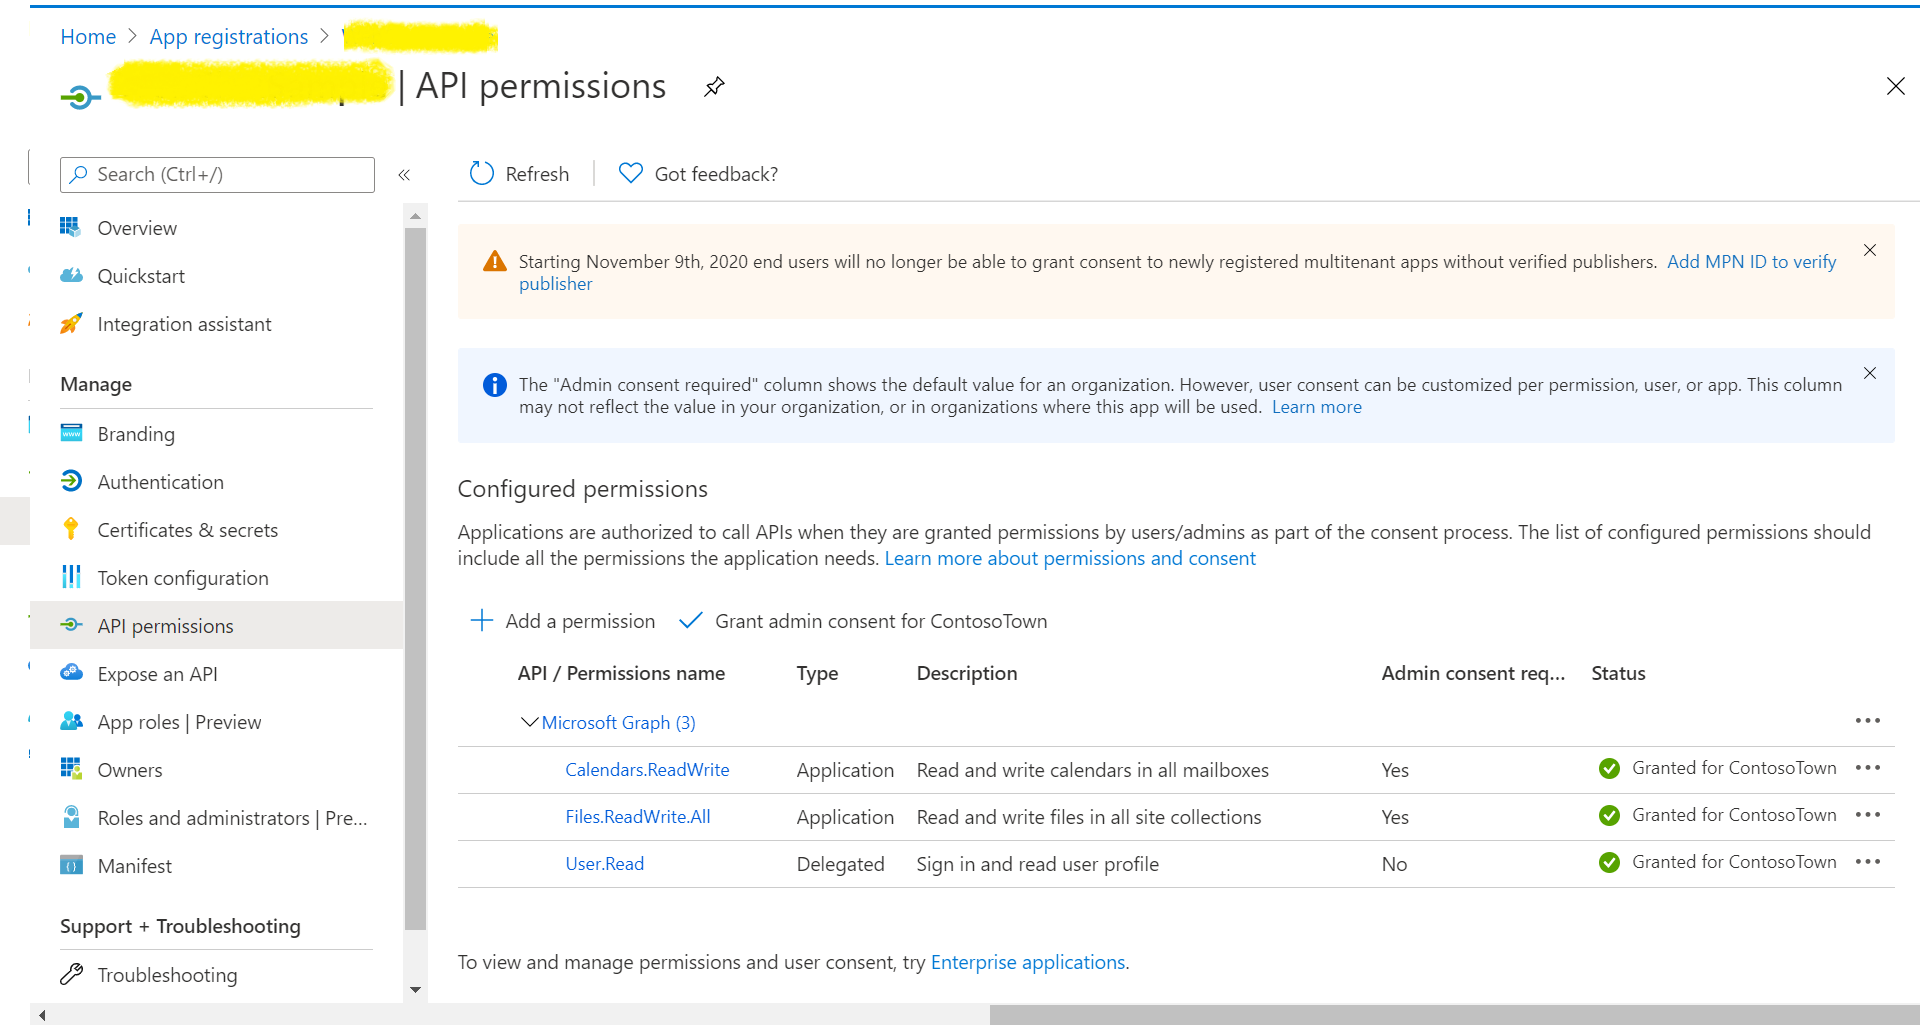 Home > App registrations >
| API permissions
Search (Ctrl+/)
«
Refresh
Got feedback?
Overview
Quickstart
Integration assistant
Manage
Branding
Authentication
Certificates & secrets
Token configuration
API permissions
Expose an API
App roles | Preview
Owners
Roles and administrators | Pre...
Manifest
Support + Troubleshooting
Troubleshooting
Starting November 9th, 2020 end users will no longer be able to grant consent to newly registered multitenant apps without verified publishers. Add MPN ID to verify
publisher
The "Admin consent required" column shows the default value for an organization. However, user consent can be customized per permission, user, or app. This column
may not reflect the value in your organization, or in organizations where this app will be used. Learn more
Configured permissions
Applications are authorized to call APIs when they are granted permissions by users/admins as part of the consent process. The list of configured permissions should
include all the permissions the application needs. Learn more about permissions and consent
Add a permission
Grant admin consent for ContosoTown
API / Permissions name Type Description Admin consent req... Status
Microsoft Graph (3)
Calendars.ReadWrite Application Read and write calendars in all mailboxes Yes Granted for ContosoTown
Files.ReadWrite.All Application Read and write files in all site collections Yes Granted for ContosoTown
User.Read Delegated Sign in and read user profile No Granted for ContosoTown
To view and manage permissions and user consent, try Enterprise applications.